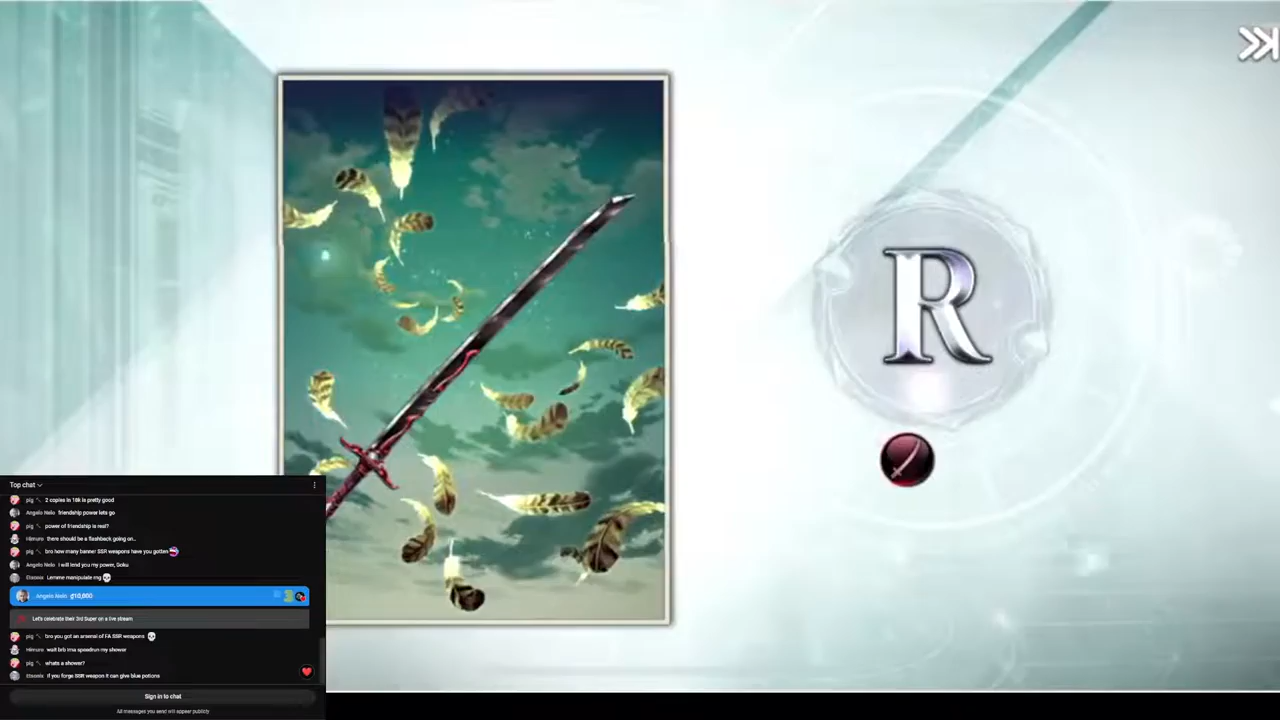 R
Top chat
pig 2 copies in 18k is pretty good
Angelo Nelo friendship power lets go
pig power of friendship is real?
Himuro there should be a flashback going on..
pig bro how many banner SSR weapons have you gotten
Angelo Nelo I will lend you my power, Goku
Lemme manipulate rng
Angelo Nelo
Let's celebrate their 3rd Super on a live stream
pig bro you got an arsenal of FA SSR weapons
Himuro wait brb ima speedrun my shower
pig whats a shower?
if you forge SSR weapon it can give blue potions
Sign in to chat
All messages you send will appear publicly